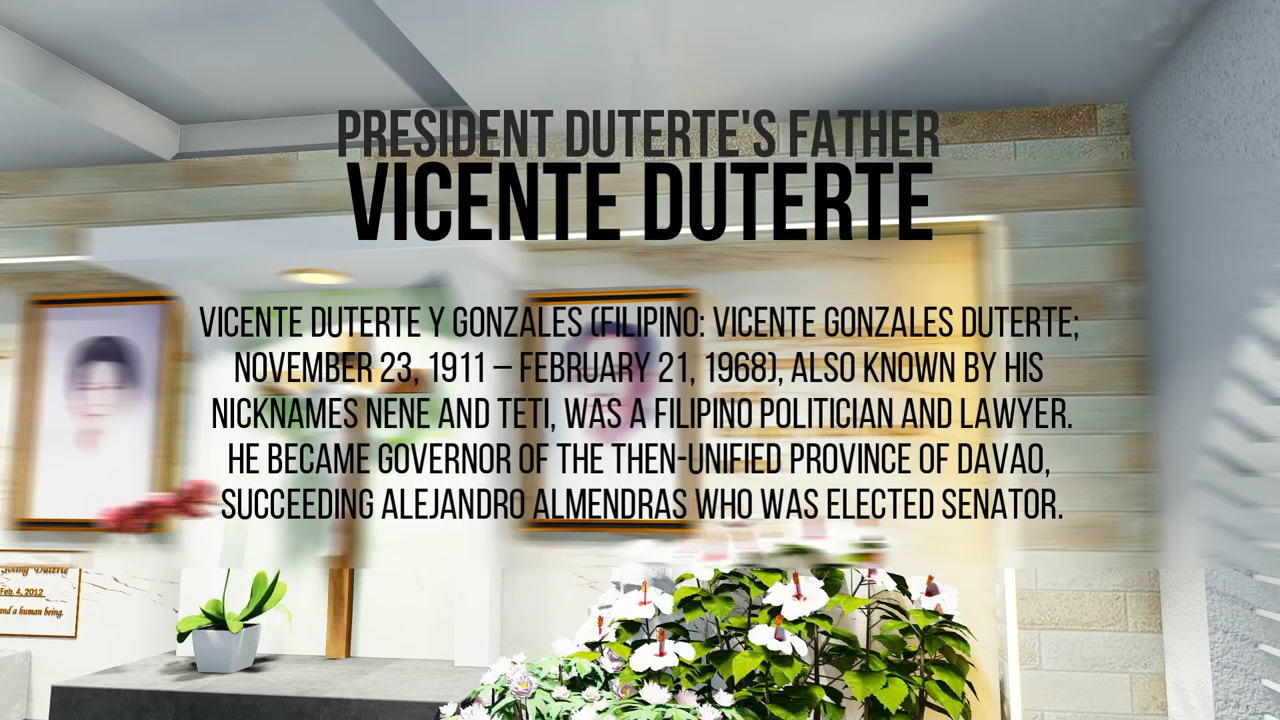 PRESIDENT DUTERTE'S FATHER
VICENTE DUTERTE
VICENTE DUTERTE Y GONZALES (FILIPINO: VICENTE GONZALES DUTERTE;
NOVEMBER 23, 1911 – FEBRUARY 21, 1968), ALSO KNOWN BY HIS
NICKNAMES NENE AND TETI, WAS A FILIPINO POLITICIAN AND LAWYER.
HE BECAME GOVERNOR OF THE THEN-UNIFIED PROVINCE OF DAVAO,
SUCCEEDING ALEJANDRO ALMENDRAS WHO WAS ELECTED SENATOR.
Duterte
Feb. 4, 2012
and a human being.